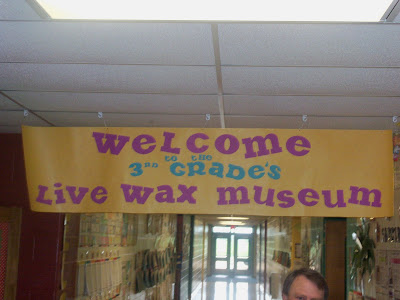 WeLCOMe
to the
3RD GRADE'S
Live WAX MUSeUM